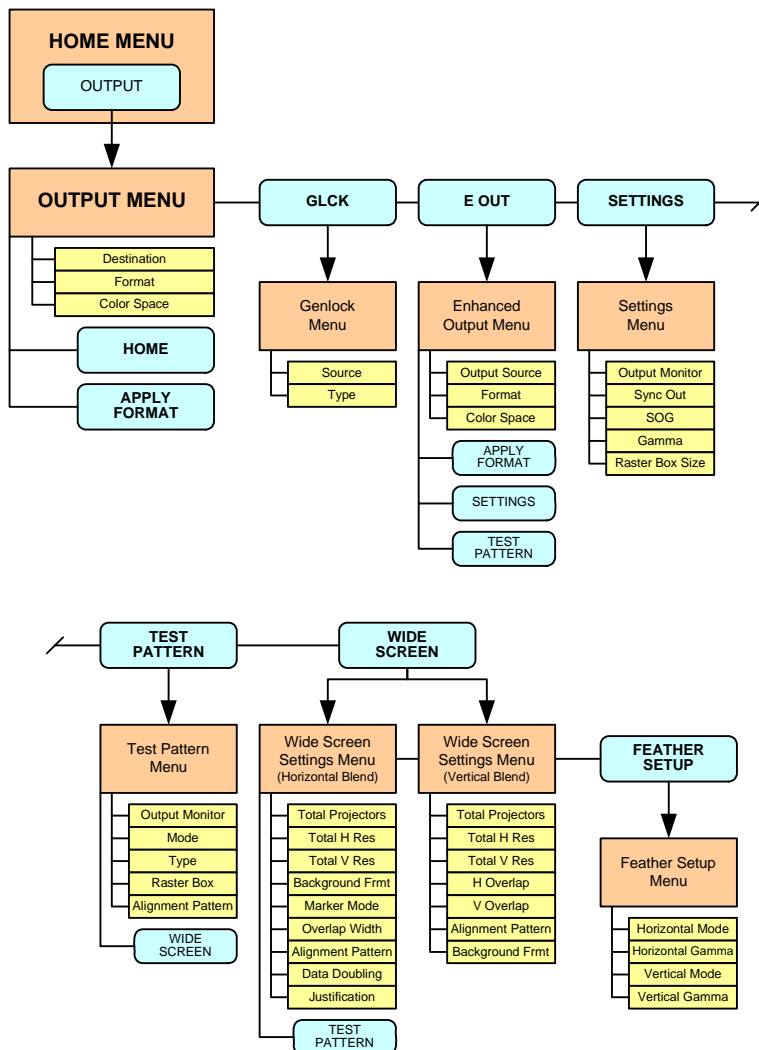 HOME MENU
OUTPUT
OUTPUT MENU
GLCK
E OUT
SETTINGS
Destination
Format
Color Space
HOME
APPLY
FORMAT
Genlock
Menu
Source
Type
Enhanced
Output Menu
Output Source
Format
Color Space
APPLY
FORMAT
SETTINGS
TEST
PATTERN
Settings
Menu
Output Monitor
Sync Out
SOG
Gamma
Raster Box Size
TEST
PATTERN
WIDE
SCREEN
Test Pattern
Menu
Output Monitor
Mode
Type
Raster Box
Alignment Pattern
WIDE
SCREEN
Wide Screen
Settings Menu
(Horizontal Blend)
Total Projectors
Total H Res
Total V Res
Background Frmt
Marker Mode
Overlap Width
Alignment Pattern
Data Doubling
Justification
TEST
PATTERN
Wide Screen
Settings Menu
(Vertical Blend)
Total Projectors
Total H Res
Total V Res
H Overlap
V Overlap
Alignment Pattern
Background Frmt
FEATHER
SETUP
Feather Setup
Menu
Horizontal Mode
Horizontal Gamma
Vertical Mode
Vertical Gamma